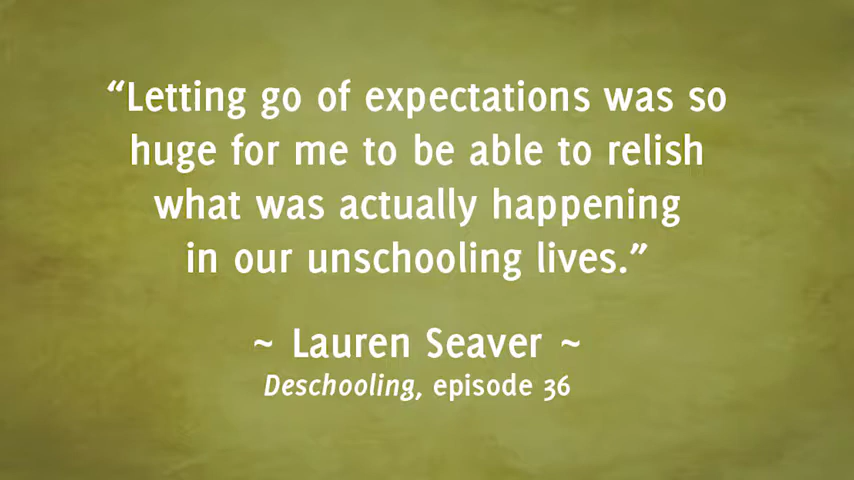 “Letting go of expectations was so
huge for me to be able to relish
what was actually happening
in our unschooling lives.”
~ Lauren Seaver ~
Deschooling, episode 36